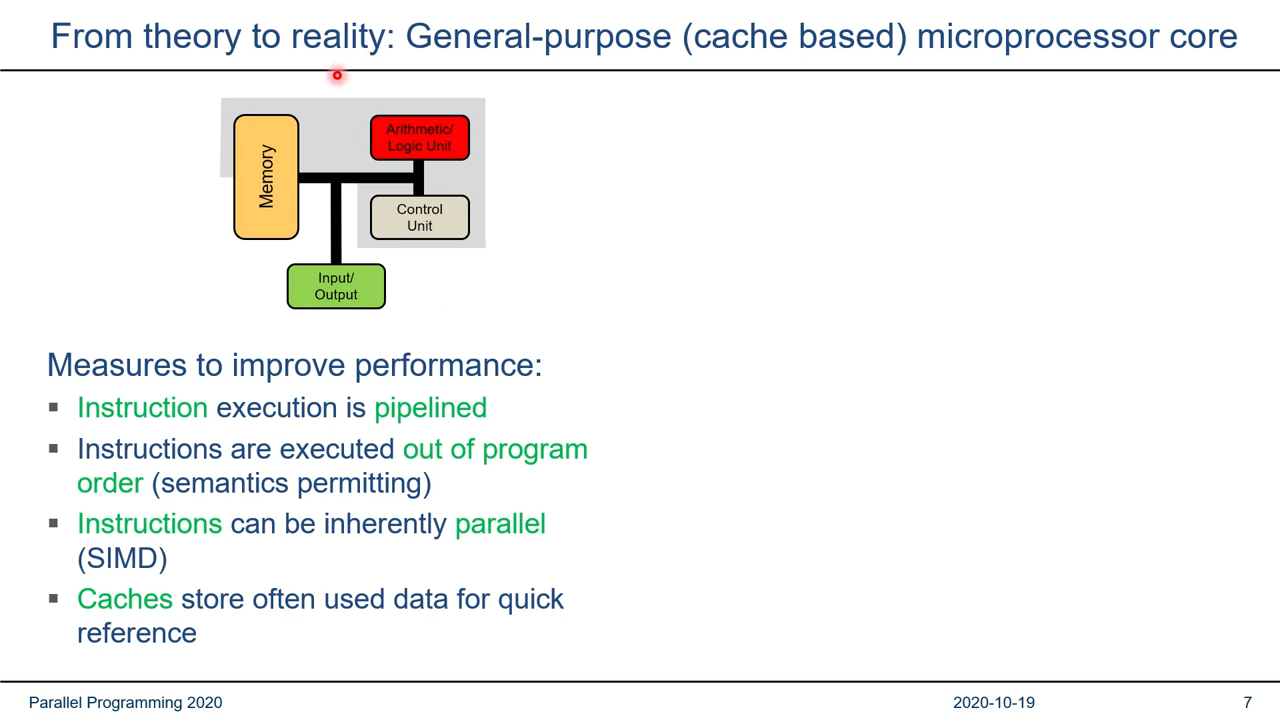 From theory to reality: General-purpose (cache based) microprocessor core
Memory
Arithmetic/
Logic Unit
Control
Unit
Input/
Output
Measures to improve performance:
▪ Instruction execution is pipelined
▪ Instructions are executed out of program
order (semantics permitting)
▪ Instructions can be inherently parallel
(SIMD)
▪ Caches store often used data for quick
reference
Parallel Programming 2020
2020-10-19
7